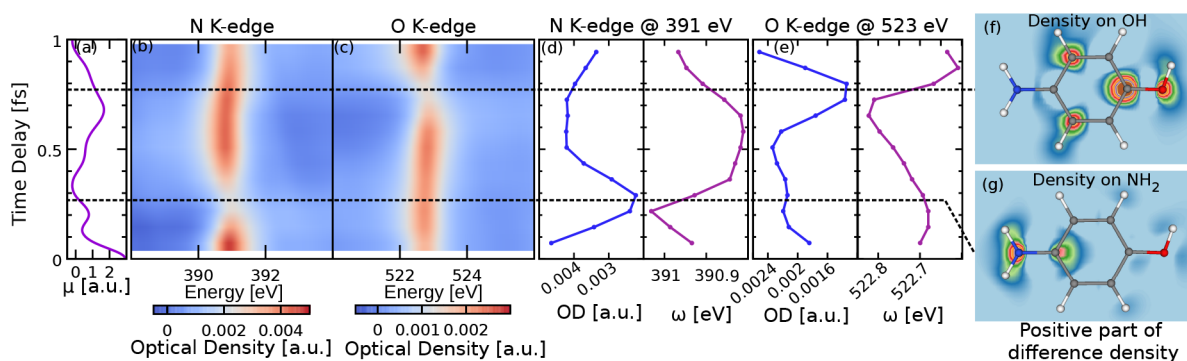 N K-edge
O K-edge
N K-edge @ 391 eV
O K-edge @ 523 eV
(a)
(b)
(c)
(d)
(e)
(f)
Density on OH
(g)
Density on NH2
Time Delay [fs]
1
0.5
0
0 1 2
μ [a.u.]
390 392
Energy [eV]
522 524
Energy [eV]
0.004 0.003
OD [a.u.]
391 390.9
ω [eV]
0.0024 0.002 0.0016
OD [a.u.]
522.8 522.7
ω [eV]
0 0.002 0.004
Optical Density [a.u.]
0 0.001 0.002
Optical Density [a.u.]
Positive part of
difference density